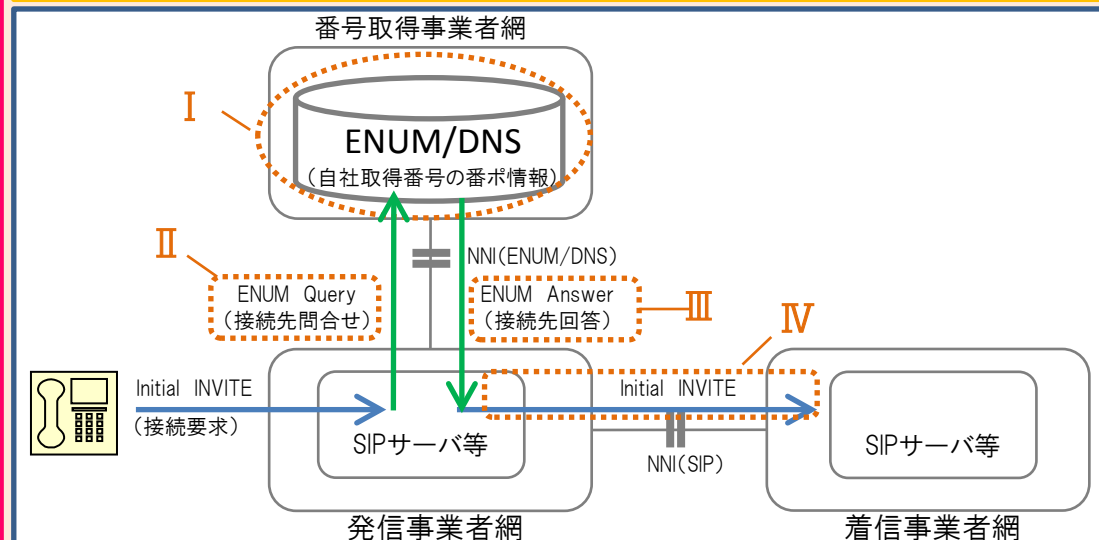 番号取得事業者網
Ⅰ
ENUM/DNS
(自社取得番号の番ポ情報)
Ⅱ
NNI(ENUM/DNS)
ENUM Query
(接続先問合せ)
ENUM Answer
(接続先回答)
Ⅲ
Ⅳ
Initial INVITE
(接続要求)
Initial INVITE
SIPサーバ等
NNI(SIP)
SIPサーバ等
発信事業者網
着信事業者網